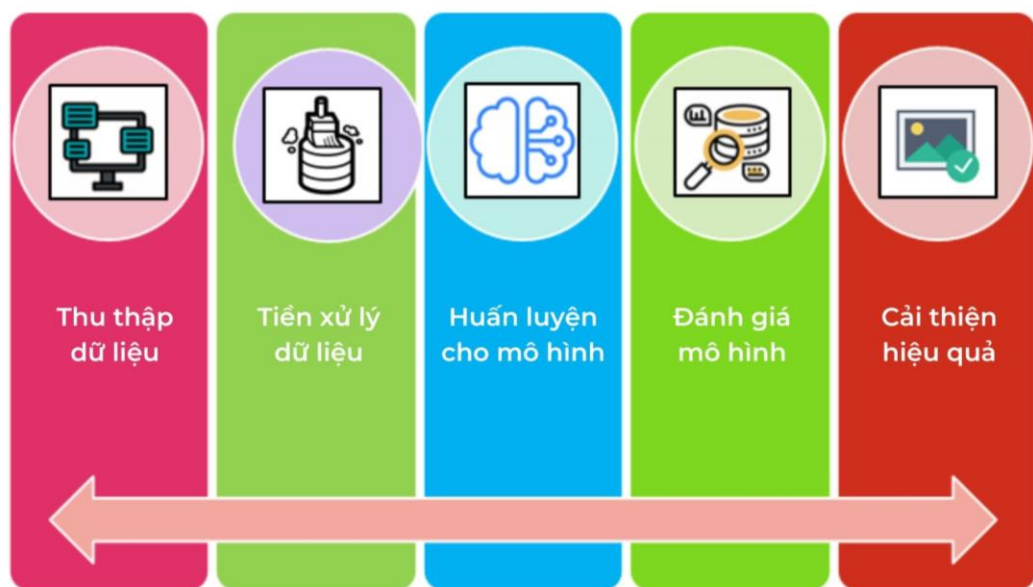 Thu thập
dữ liệu
Tiền xử lý
dữ liệu
Huấn luyện
cho mô hình
Đánh giá
mô hình
Cải thiện
hiệu quả